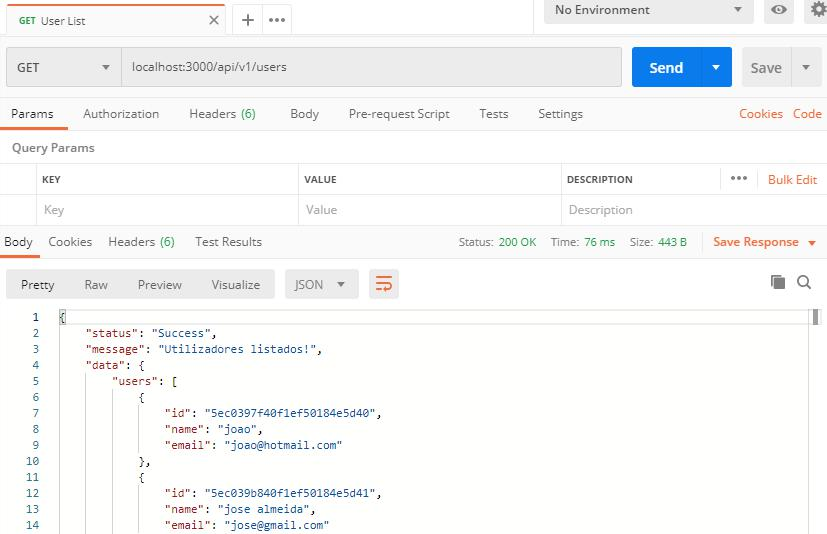 GET User List
No Environment
GET localhost:3000/api/v1/users Send Save
Params Authorization Headers (6) Body Pre-request Script Tests Settings Cookies Code
Query Params
KEY VALUE DESCRIPTION Bulk Edit
Key Value Description
Body Cookies Headers (6) Test Results Status: 200 OK Time: 76 ms Size: 443 B Save Response
Pretty Raw Preview Visualize JSON
1 {
2 "status": "Success",
3 "message": "Utilizadores listados!",
4 "data": {
5 "users": [
6 {
7 "id": "5ec0397f40f1ef50184e5d40",
8 "name": "joao",
9 "email": "joao@hotmail.com"
10 },
11 {
12 "id": "5ec039b840f1ef50184e5d41",
13 "name": "jose almeida",
14 "email": "jose@gmail.com"